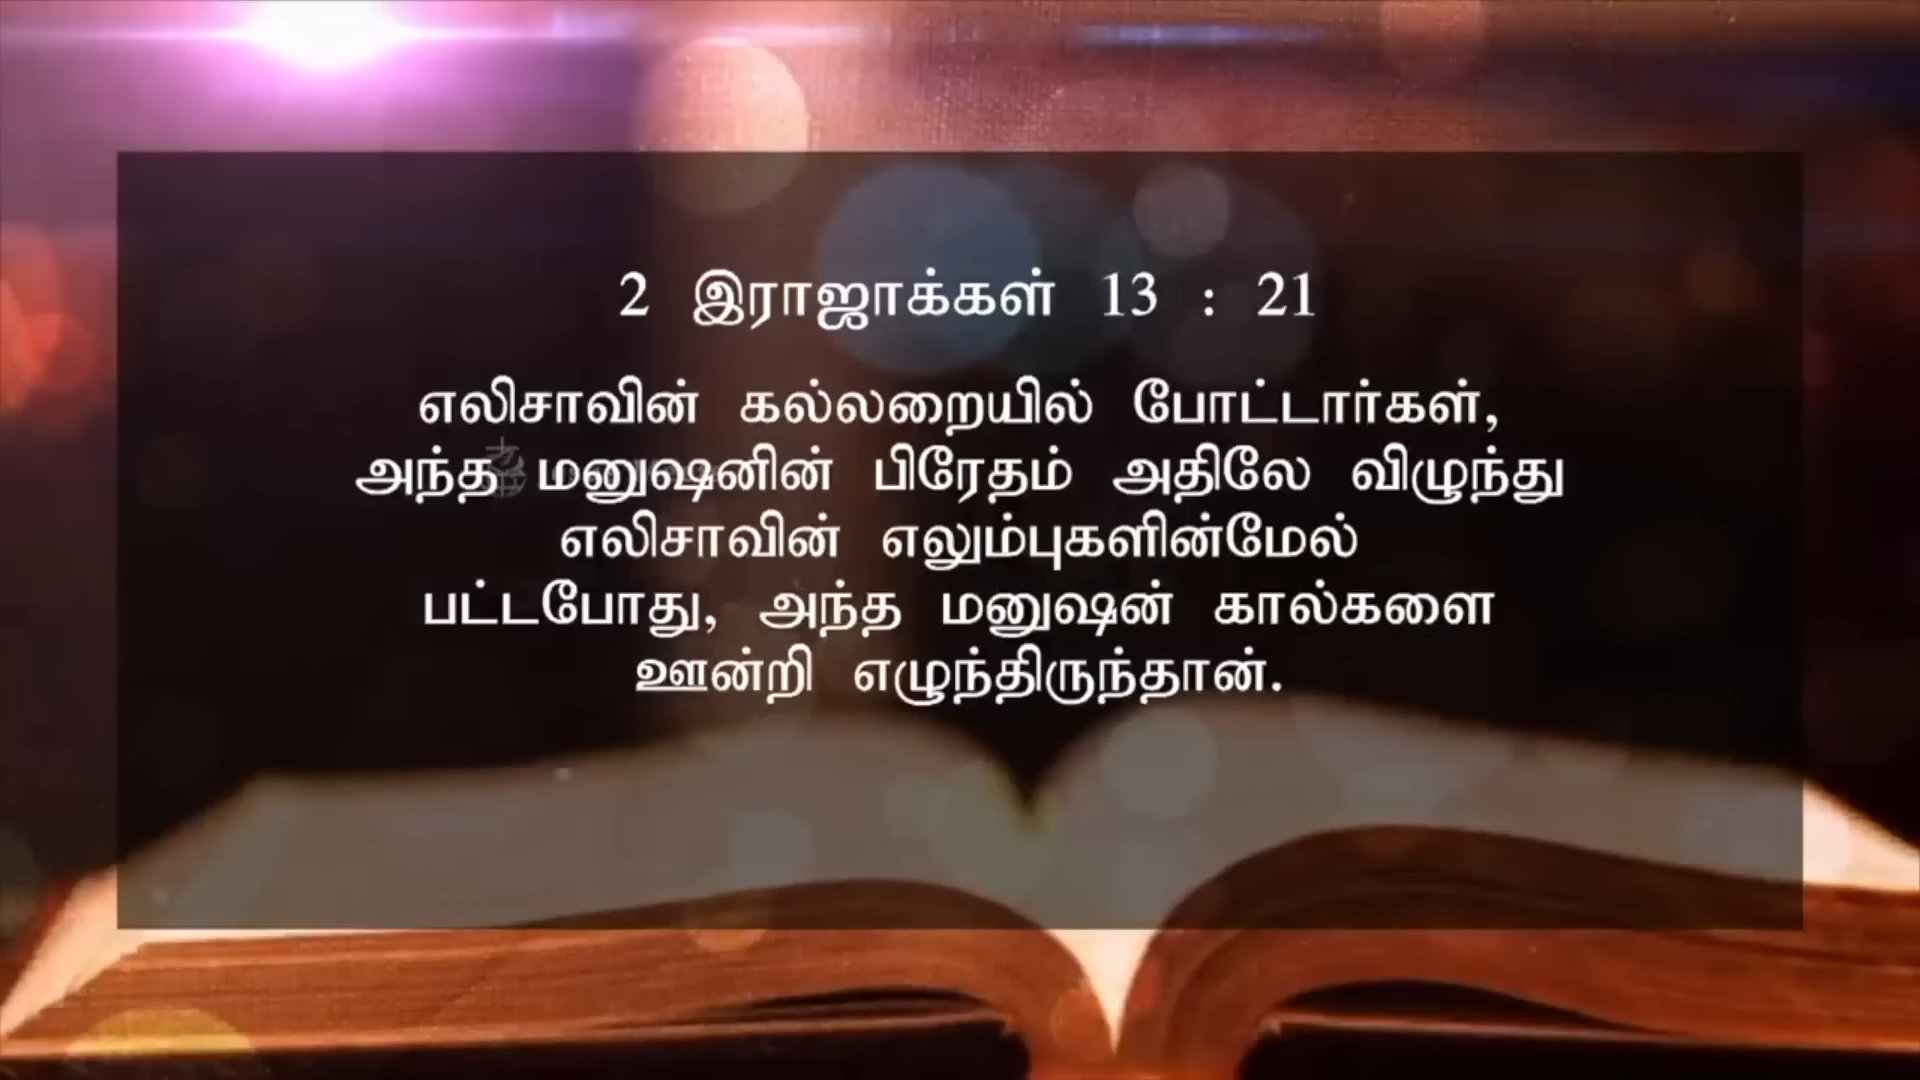 2 இராஜாக்கள் 13 : 21
எலிசாவின் கல்லறையில் போட்டார்கள்,
அந்த மனுஷனின் பிரேதம் அதிலே விழுந்து
எலிசாவின் எலும்புகளின்மேல்
பட்டபோது, அந்த மனுஷன் கால்களை
ஊன்றி எழுந்திருந்தான்.